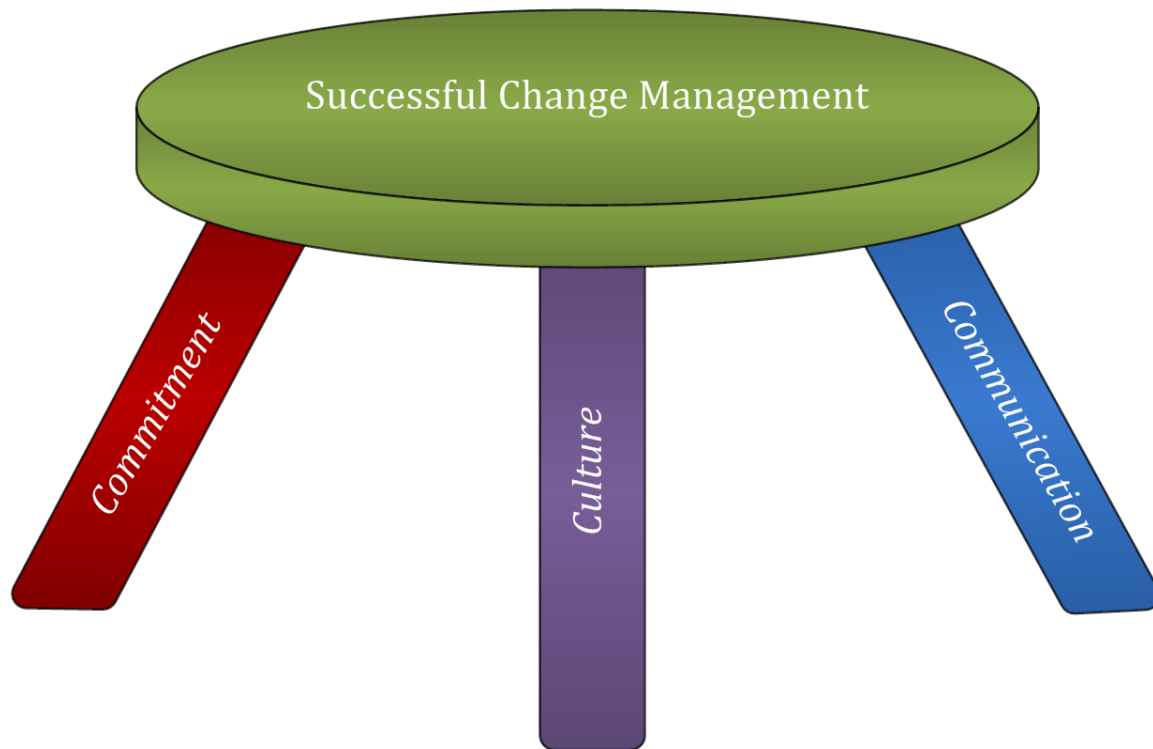 Successful Change Management
Commitment
Culture
Communication